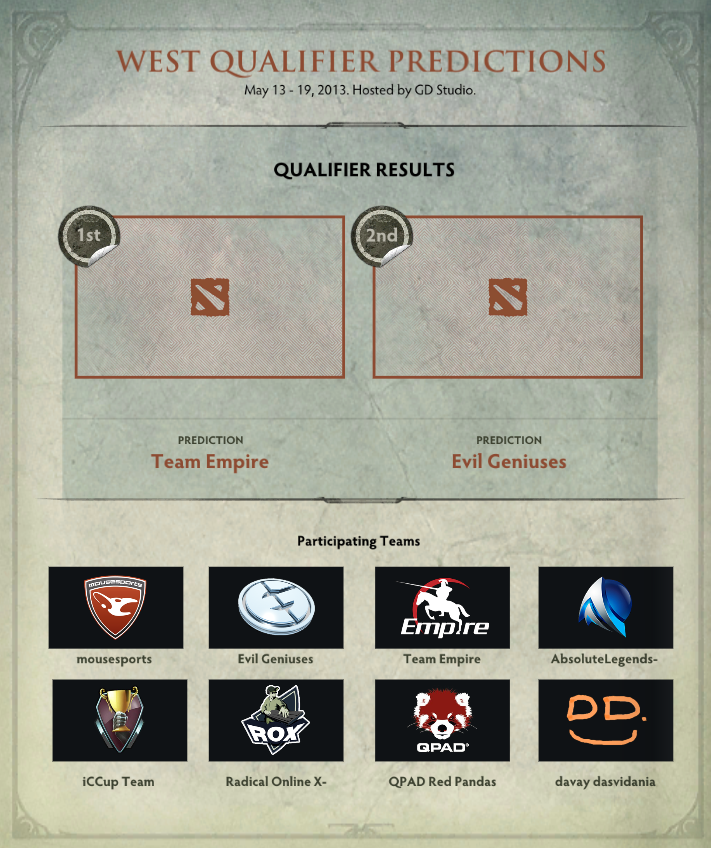 WEST QUALIFIER PREDICTIONS
May 13 - 19, 2013. Hosted by GD Studio.
QUALIFIER RESULTS
1st
2nd
PREDICTION
Team Empire
PREDICTION
Evil Geniuses
Participating Teams
mousesports
Empire
mousesports
Evil Geniuses
Team Empire
AbsoluteLegends-
ROX
QPAD
DD.
iCCup Team
Radical Online X-
QPAD Red Pandas
davay dasvidania